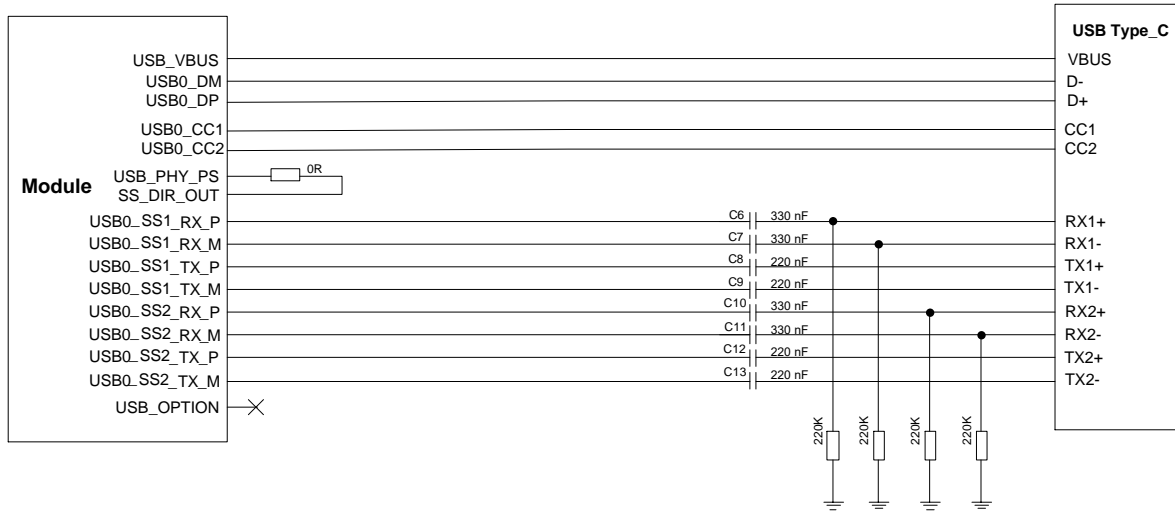 USB Type_C
USB_VBUS VBUS
USB0_DM D-
USB0_DP D+
USB0_CC1 CC1
USB0_CC2 CC2
USB_PHY_PS 0R
Module
SS_DIR_OUT
USB0_SS1_RX_P C6 330 nF RX1+
USB0_SS1_RX_M C7 330 nF RX1-
USB0_SS1_TX_P C8 220 nF TX1+
USB0_SS1_TX_M C9 220 nF TX1-
USB0_SS2_RX_P C10 330 nF RX2+
USB0_SS2_RX_M C11 330 nF RX2-
USB0_SS2_TX_P C12 220 nF TX2+
USB0_SS2_TX_M C13 220 nF TX2-
USB_OPTION
220K 220K 220K 220K